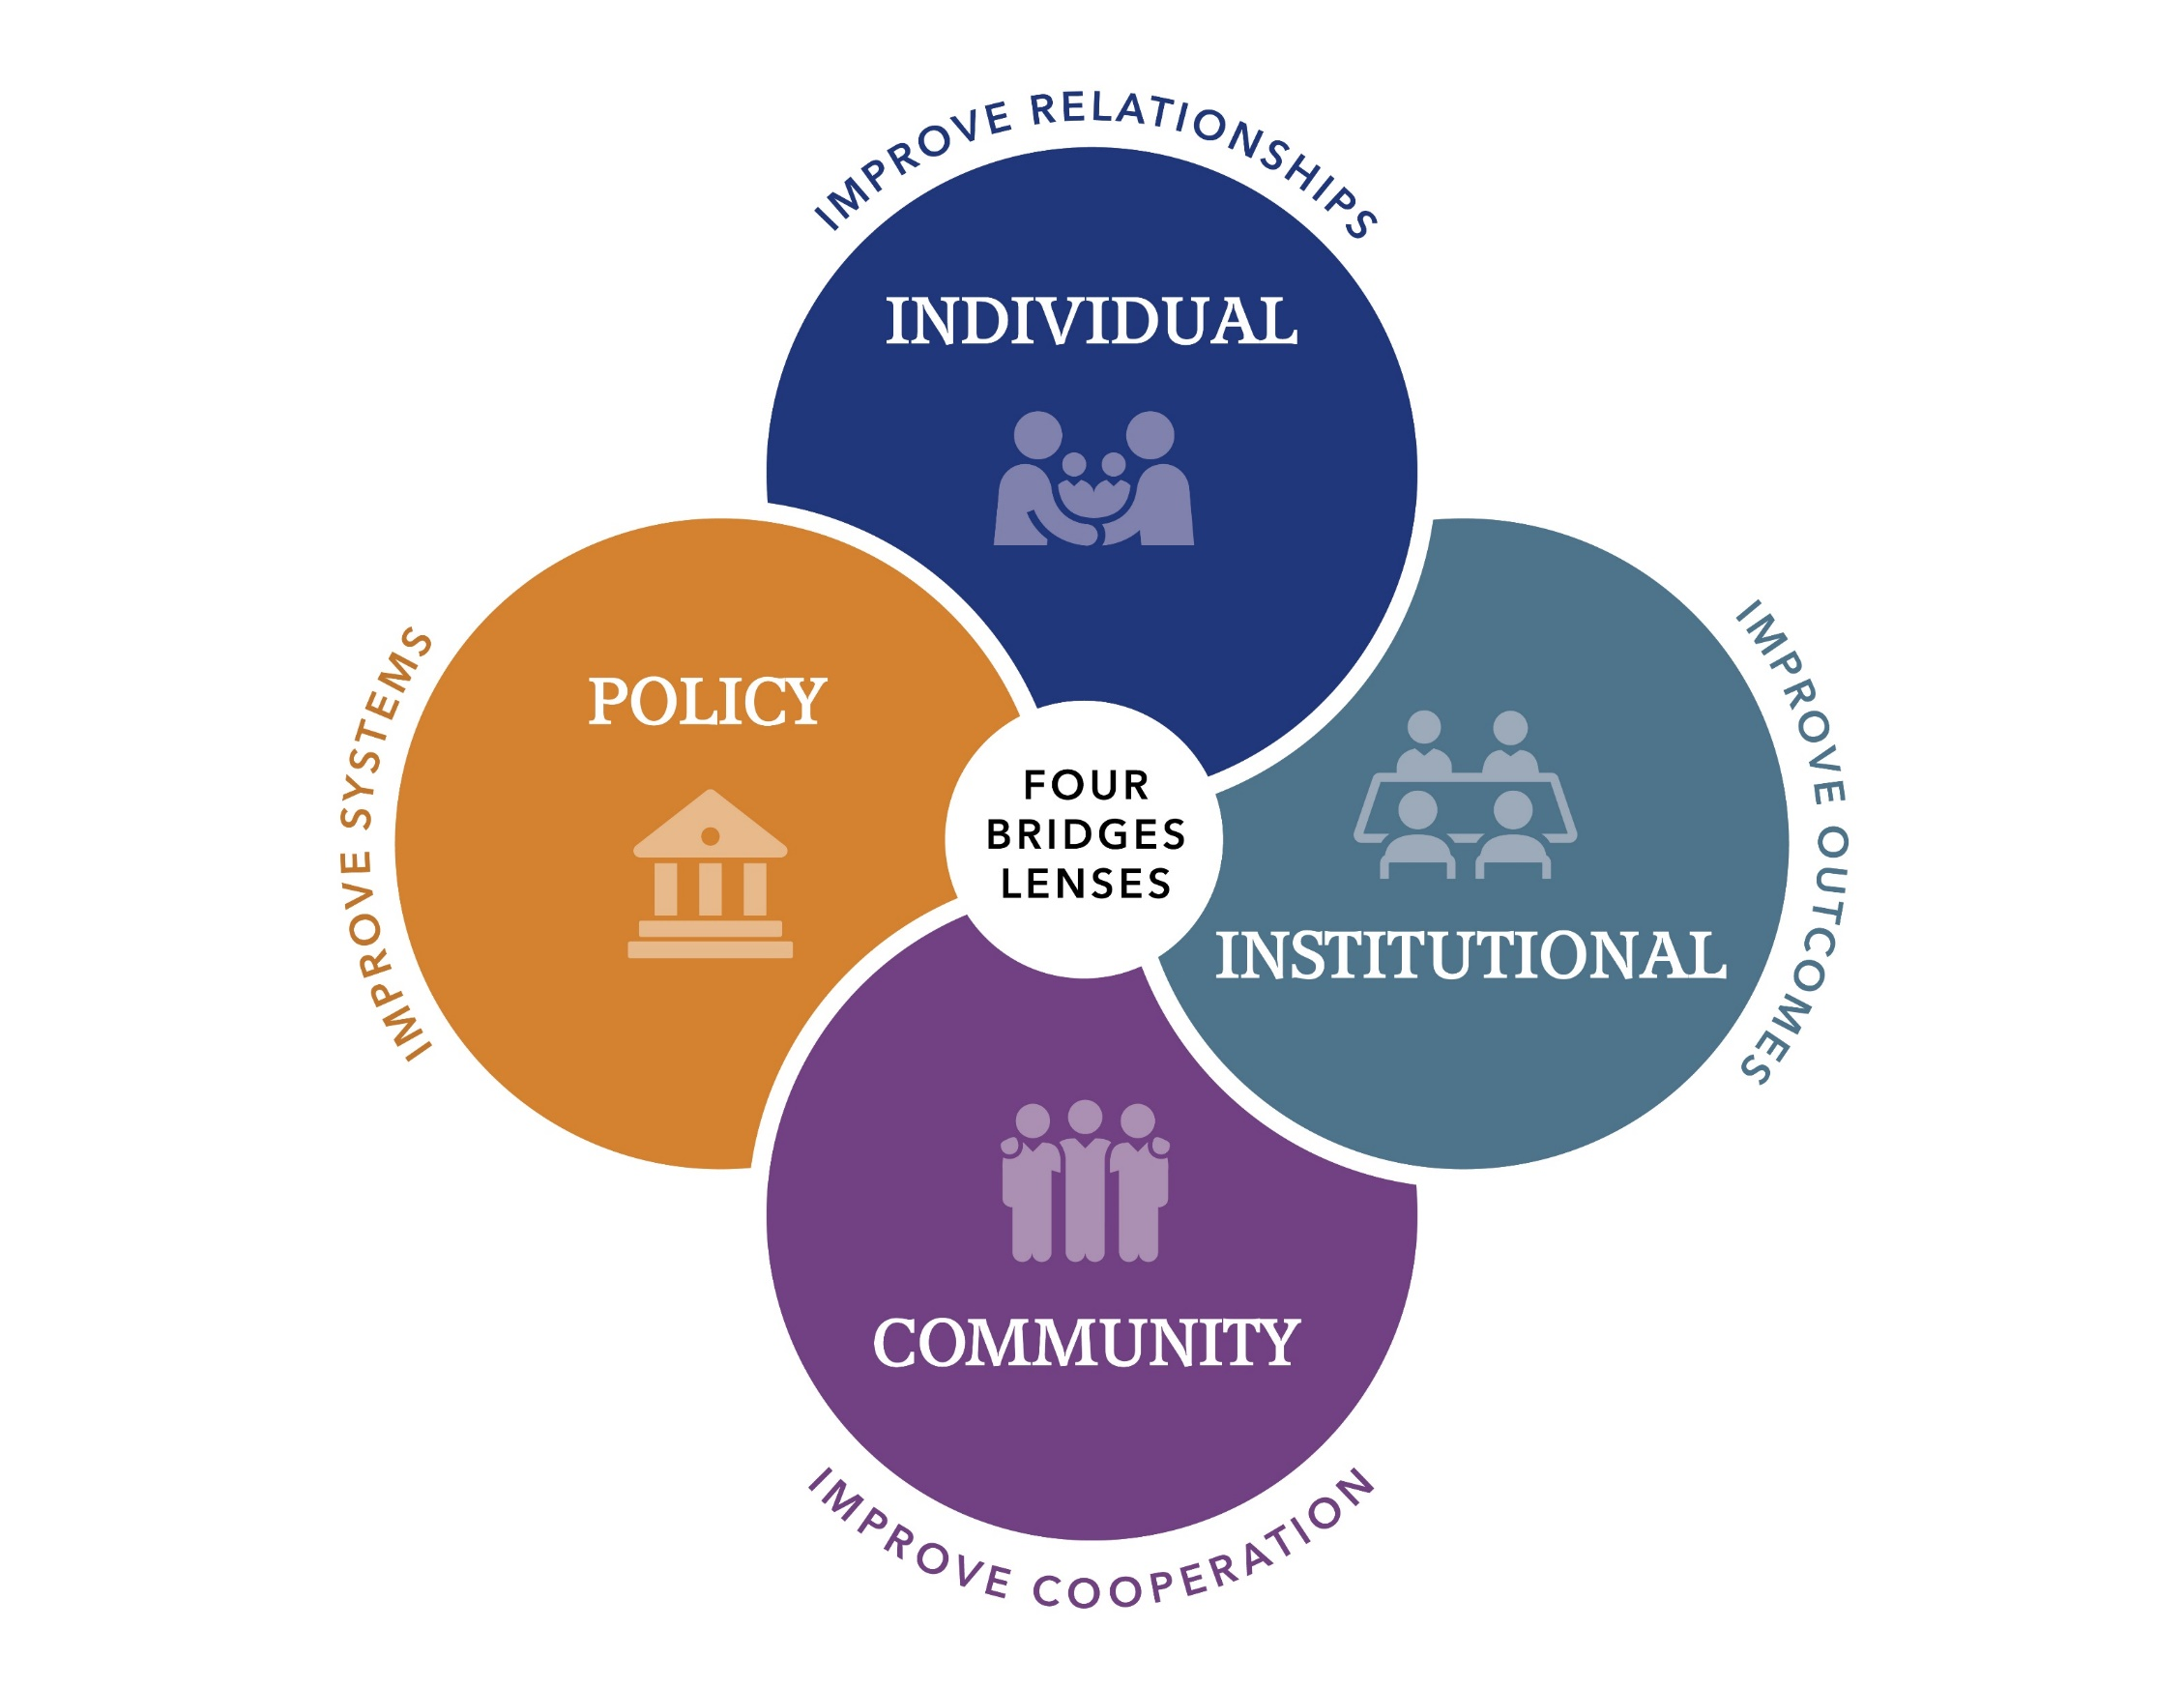 IMPROVE RELATIONSHIPS
INDIVIDUAL
IMPROVE SYSTEMS
POLICY
FOUR
BRIDGES
LENSES
INSTITUTIONAL
IMPROVE OUTCOMES
COMMUNITY
IMPROVE COOPERATION